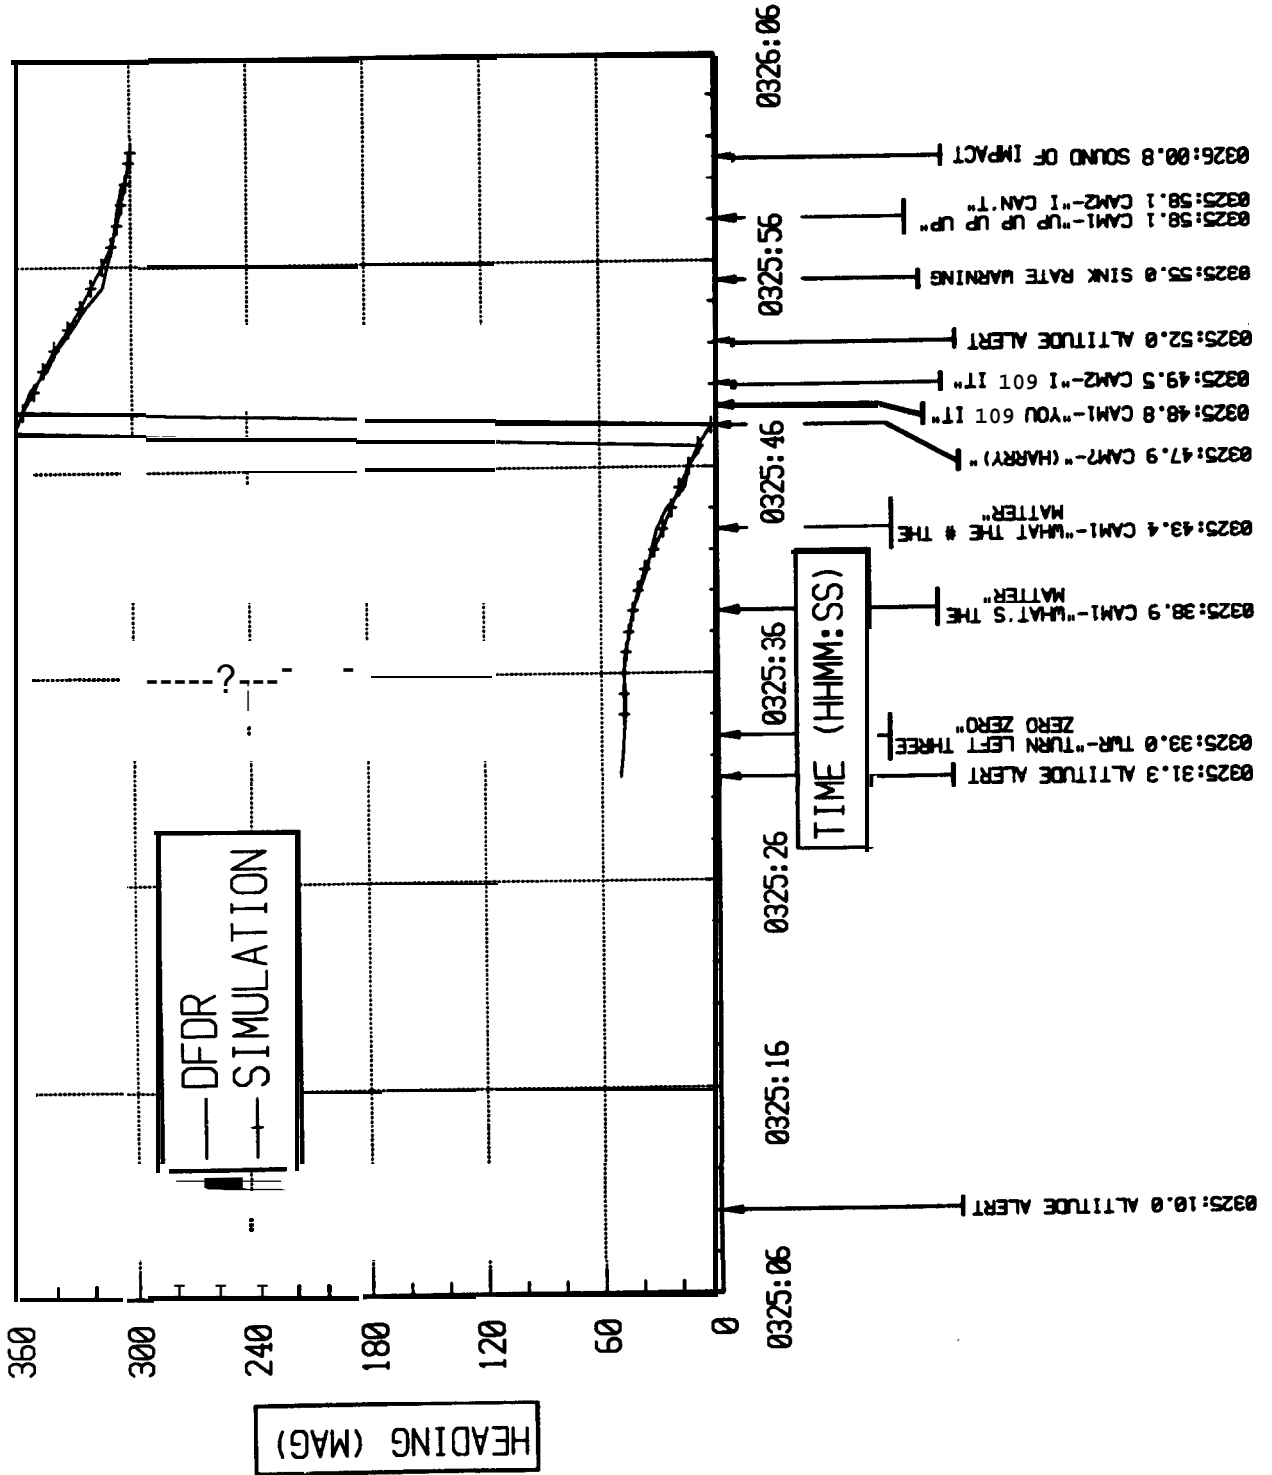 HEADING (MAG)
360
300
240
180
120
60
0
DFDR
SIMULATION
?
0325:06
0325:16
0325:26
0325:36
0325:46
0325:56
0326:06
TIME (HHMM:SS)
0325:10.0 ALTITUDE ALERT
0325:31.3 ALTITUDE ALERT
0325:33.0 TWR-"TURN LEFT THREE
ZERO ZERO"
0325:38.9 CAM1-"WHAT'S THE
MATTER"
0325:43.4 CAM1-"WHAT THE # THE
MATTER"
0325:47.9 CAM?-"(HARRY)"
0325:48.8 CAM1-"YOU 109 IT"
0325:49.5 CAM2-"I 109 IT"
0325:52.0 ALTITUDE ALERT
0325:55.0 SINK RATE WARNING
0325:58.1 CAM1-"UP UP UP UP"
0325:58.1 CAM2-"I CAN'T"
0326:00.8 SOUND OF IMPACT